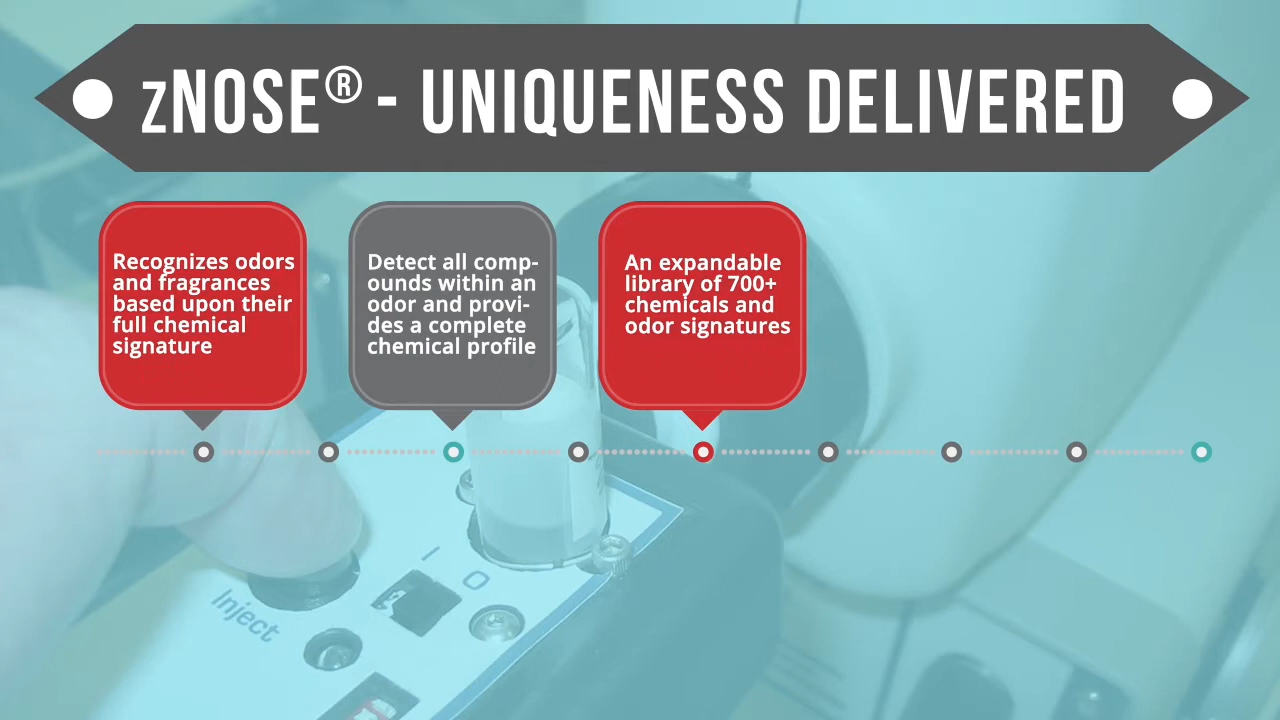 zNOSE® - UNIQUENESS DELIVERED
Recognizes odors
and fragrances
based upon their
full chemical
signature
Detect all comp-
ounds within an
odor and provi-
des a complete
chemical profile
An expandable
library of 700+
chemicals and
odor signatures
I O
Inject